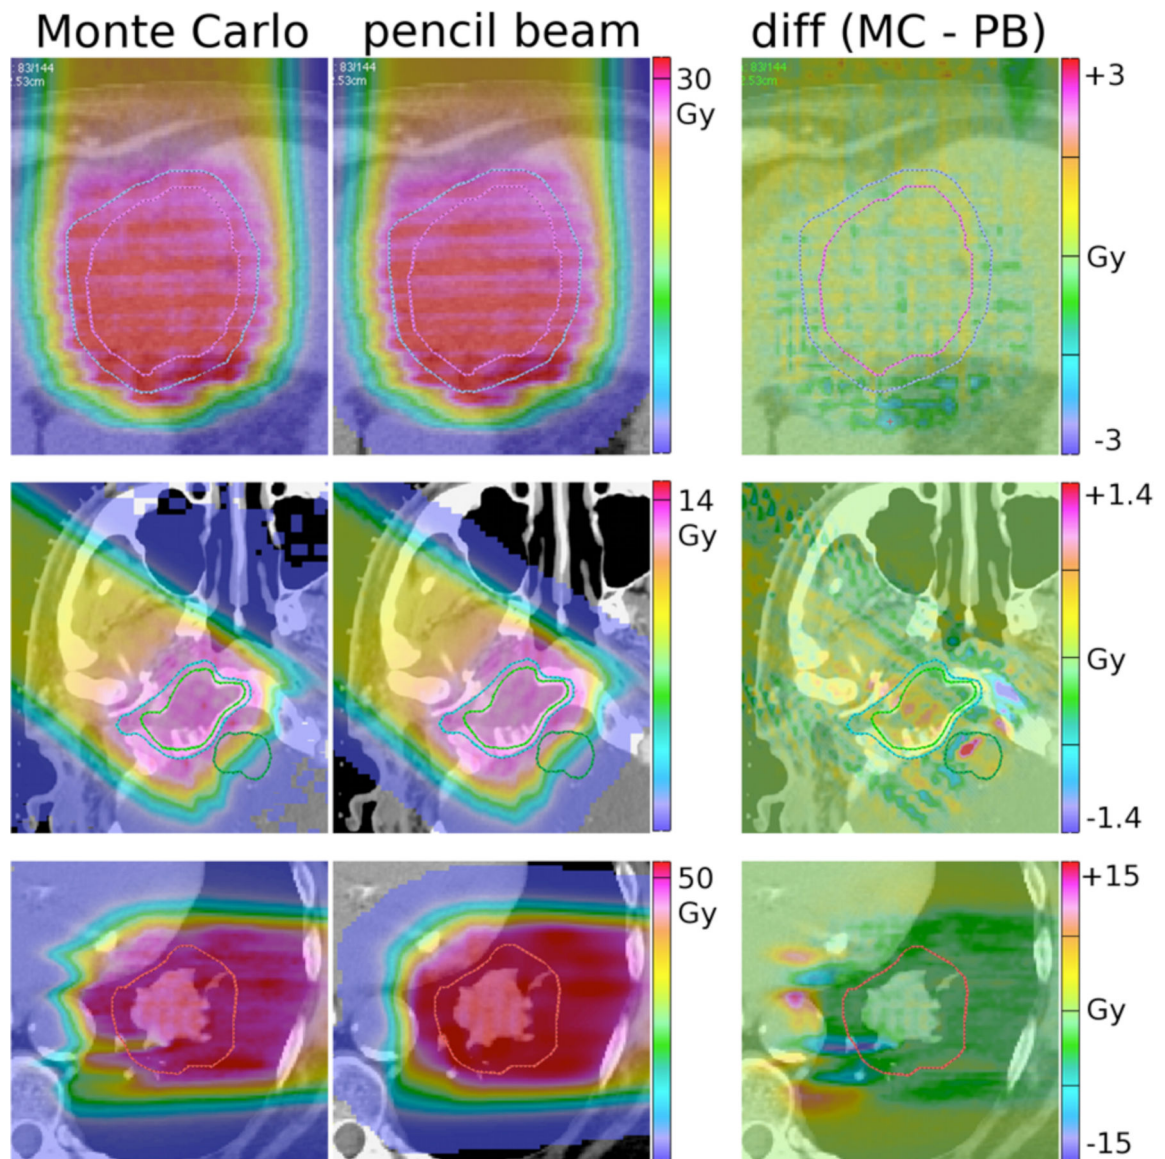 Monte Carlo pencil beam diff (MC - PB)
: 83/144
.53cm
: 83/144
.53cm
30
Gy
: 83/144
.53cm
+3
Gy
-3
14
Gy
+1.4
Gy
-1.4
50
Gy
+15
Gy
-15